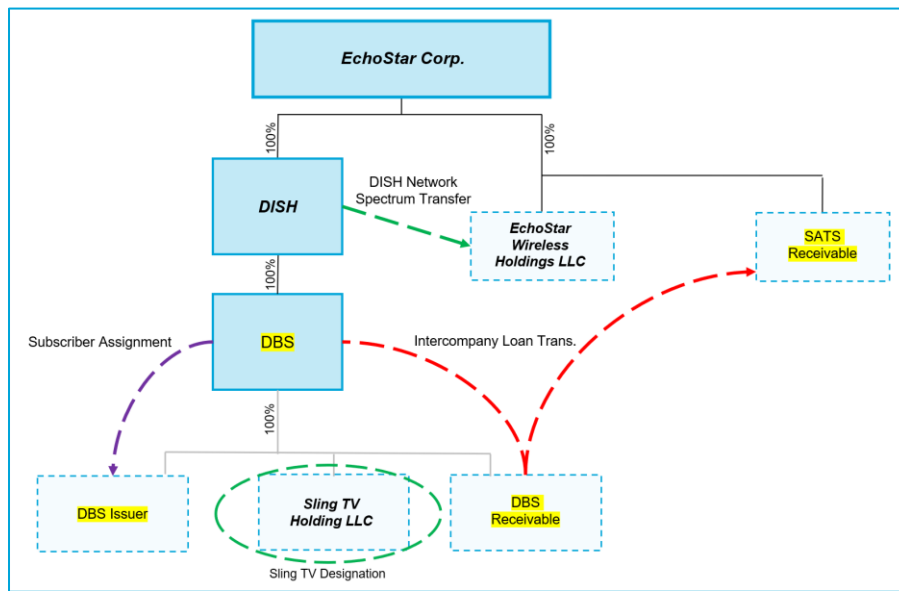 EchoStar Corp.
100%
100%
DISH
DISH Network
Spectrum Transfer
EchoStar
Wireless
Holdings LLC
SATS
Receivable
100%
Subscriber Assignment
DBS
Intercompany Loan Trans.
100%
DBS Issuer
Sling TV
Holding LLC
DBS
Receivable
Sling TV Designation